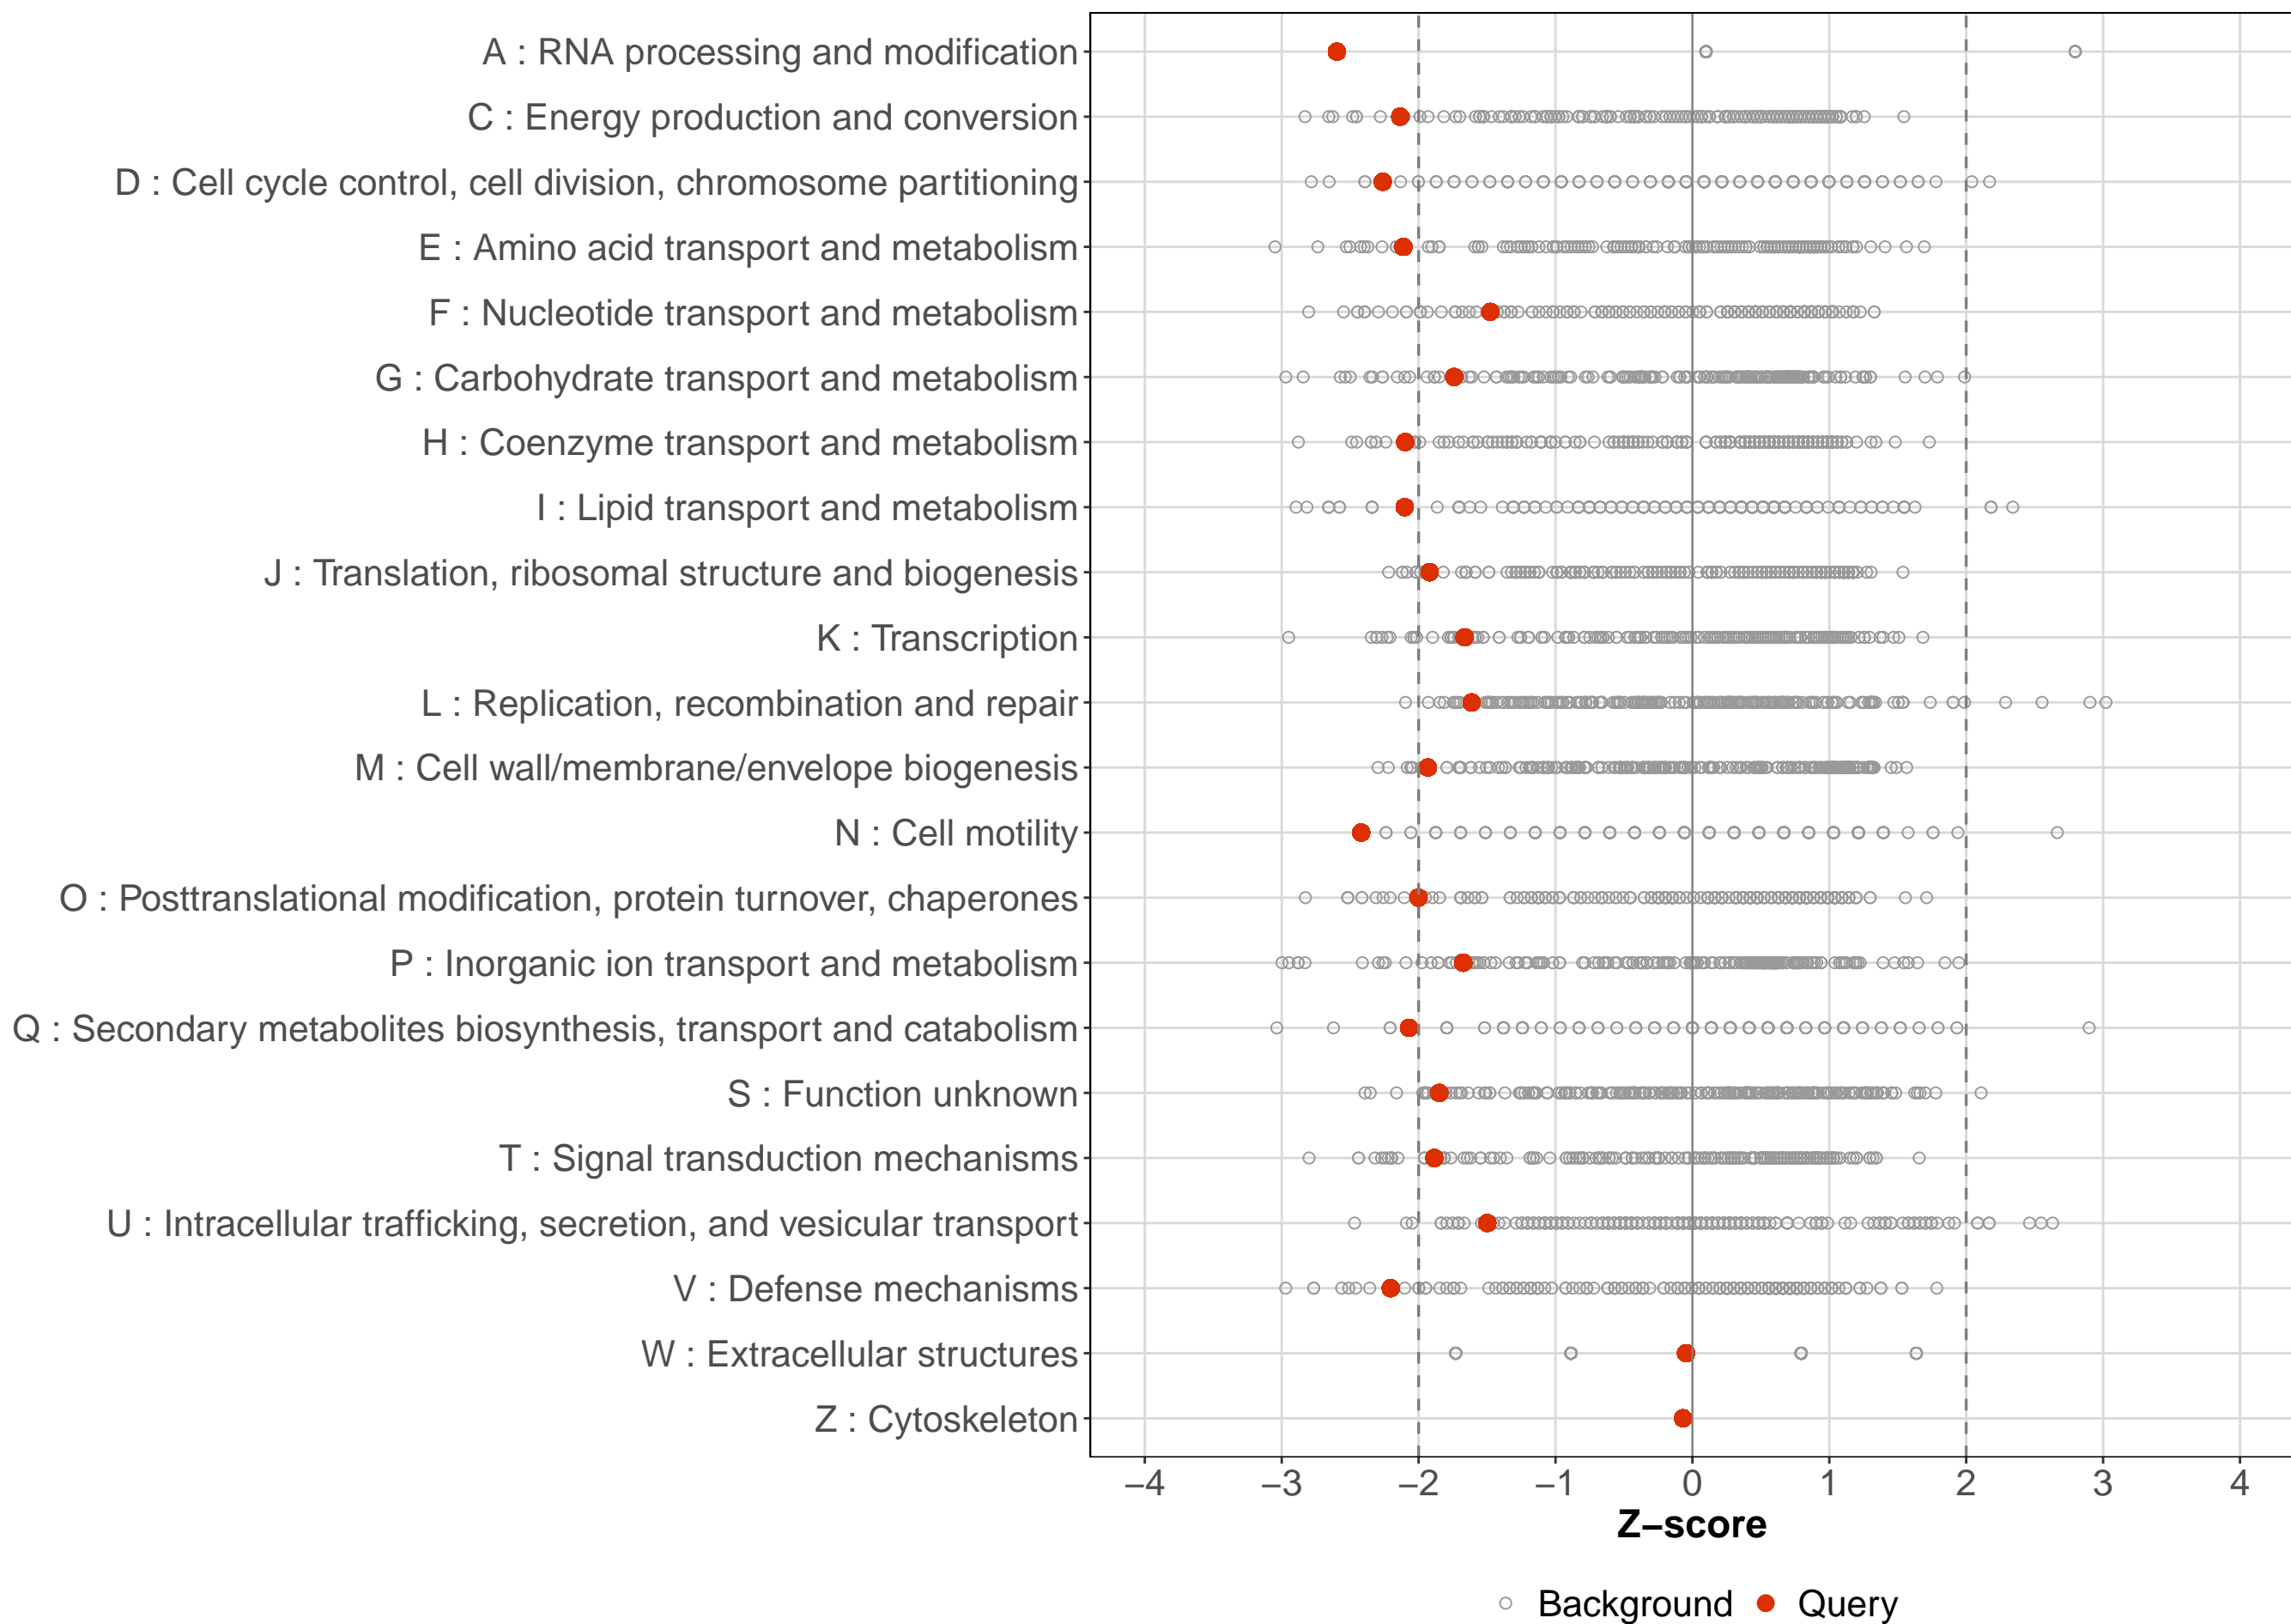 A : RNA processing and modification
C : Energy production and conversion
D : Cell cycle control, cell division, chromosome partitioning
E : Amino acid transport and metabolism
F : Nucleotide transport and metabolism
G : Carbohydrate transport and metabolism
H : Coenzyme transport and metabolism
I : Lipid transport and metabolism
J : Translation, ribosomal structure and biogenesis
K : Transcription
L : Replication, recombination and repair
M : Cell wall/membrane/envelope biogenesis
N : Cell motility
O : Posttranslational modification, protein turnover, chaperones
P : Inorganic ion transport and metabolism
Q : Secondary metabolites biosynthesis, transport and catabolism
S : Function unknown
T : Signal transduction mechanisms
U : Intracellular trafficking, secretion, and vesicular transport
V : Defense mechanisms
W : Extracellular structures
Z : Cytoskeleton
−4 −3 −2 −1 0 1 2 3 4
Z−score
Background Query